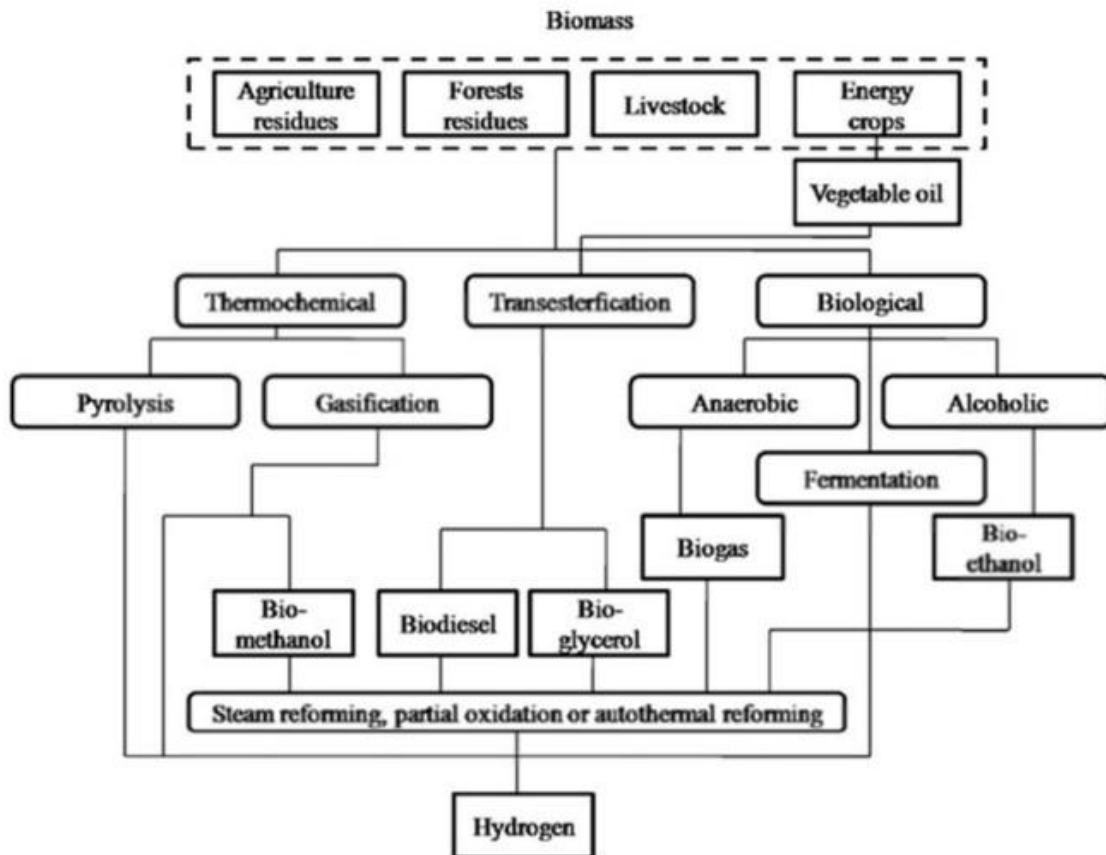 Biomass
Agriculture
residues
Forests
residues
Livestock
Energy
crops
Vegetable oil
Thermochemical
Transesterfication
Biological
Pyrolysis
Gasification
Anaerobic
Alcoholic
Fermentation
Biogas
Bio-
ethanol
Bio-
methanol
Biodiesel
Bio-
glycerol
Steam reforming, partial oxidation or autothermal reforming
Hydrogen